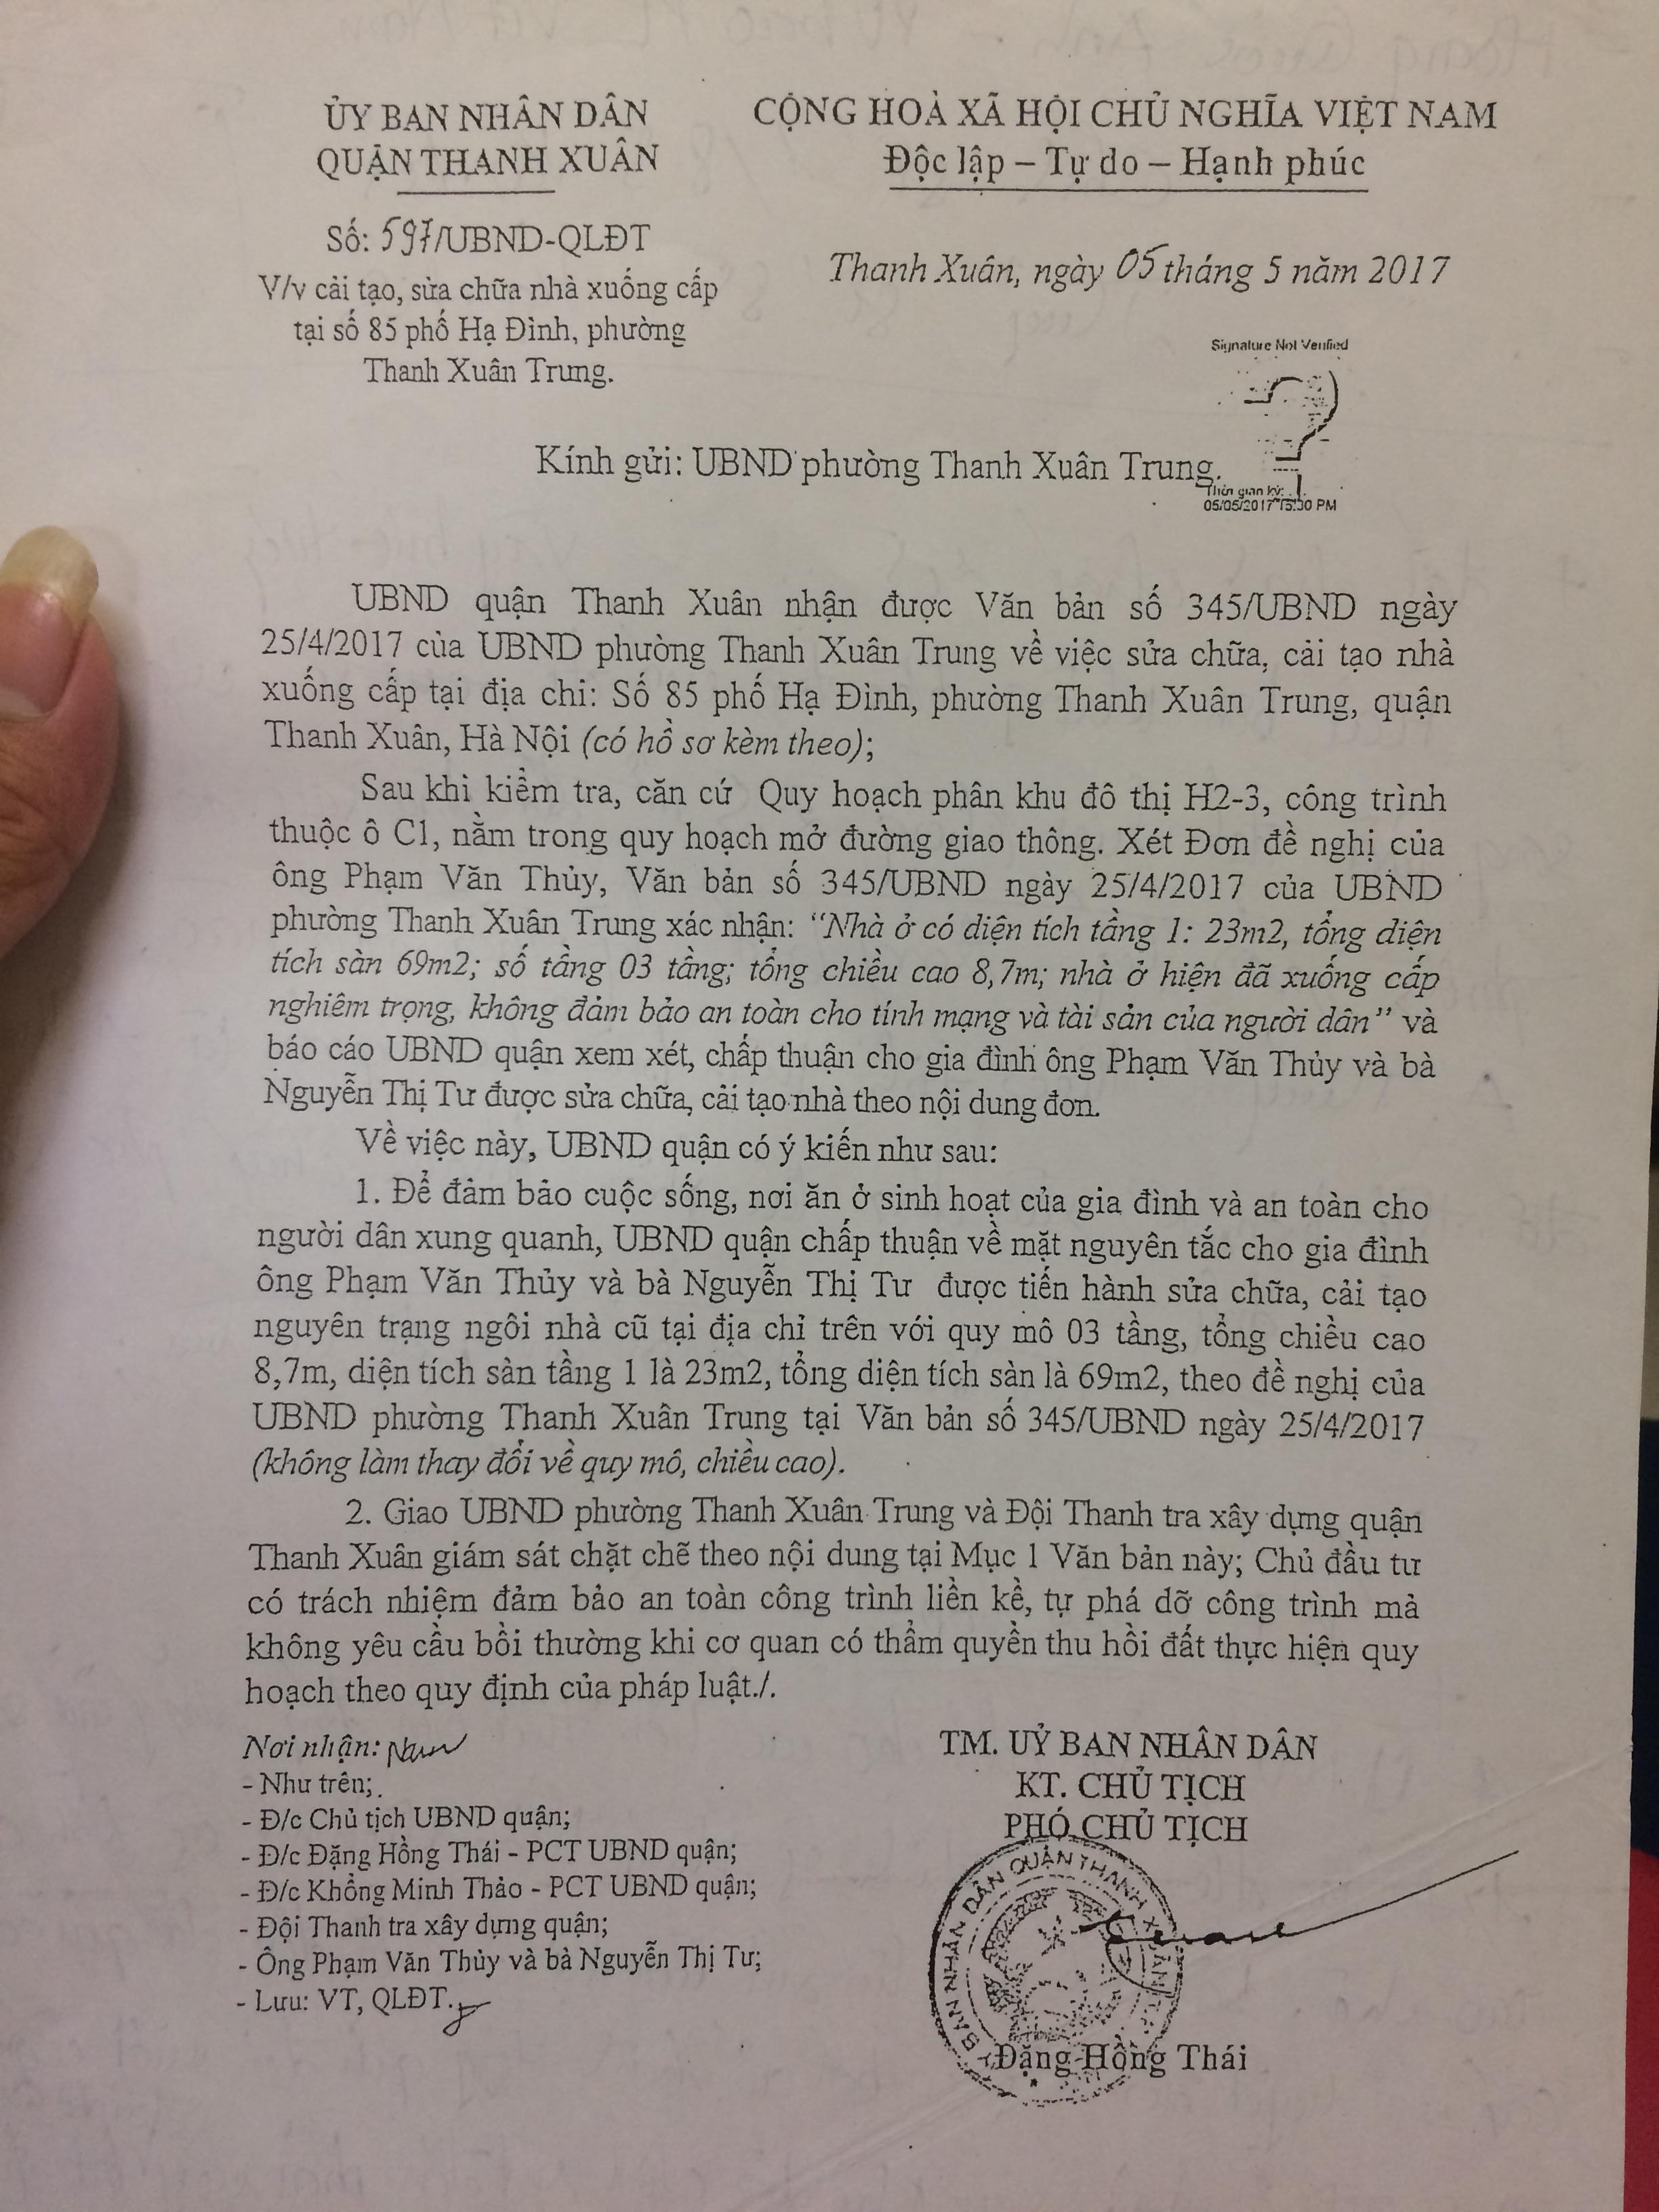 ỦY BAN NHÂN DÂN
QUẬN THANH XUÂN
CỘNG HOÀ XÃ HỘI CHỦ NGHĨA VIỆT NAM
Độc lập – Tự do – Hạnh phúc
Số: 597/UBND-QLĐT
V/v cải tạo, sửa chữa nhà xuống cấp
tại số 85 phố Hạ Đình, phường
Thanh Xuân Trung.
Thanh Xuân, ngày 05 tháng 5 năm 2017
Signature Not Verified
Kính gửi: UBND phường Thanh Xuân Trung.
Thời gian ký:
05/05/2017 15:30 PM
UBND quận Thanh Xuân nhận được Văn bản số 345/UBND ngày
25/4/2017 của UBND phường Thanh Xuân Trung về việc sửa chữa, cải tạo nhà
xuống cấp tại địa chỉ: Số 85 phố Hạ Đình, phường Thanh Xuân Trung, quận
Thanh Xuân, Hà Nội (có hồ sơ kèm theo);
Sau khi kiểm tra, căn cứ Quy hoạch phân khu đô thị H2-3, công trình
thuộc ô C1, nằm trong quy hoạch mở đường giao thông. Xét Đơn đề nghị của
ông Phạm Văn Thủy, Văn bản số 345/UBND ngày 25/4/2017 của UBND
phường Thanh Xuân Trung xác nhận: “Nhà ở có diện tích tầng 1: 23m2, tổng diện
tích sàn 69m2; số tầng 03 tầng; tổng chiều cao 8,7m; nhà ở hiện đã xuống cấp
nghiêm trọng, không đảm bảo an toàn cho tính mạng và tài sản của người dân” và
báo cáo UBND quận xem xét, chấp thuận cho gia đình ông Phạm Văn Thủy và bà
Nguyễn Thị Tư được sửa chữa, cải tạo nhà theo nội dung đơn.
Về việc này, UBND quận có ý kiến như sau:
1. Để đảm bảo cuộc sống, nơi ăn ở sinh hoạt của gia đình và an toàn cho
người dân xung quanh, UBND quận chấp thuận về mặt nguyên tắc cho gia đình
ông Phạm Văn Thủy và bà Nguyễn Thị Tư được tiến hành sửa chữa, cải tạo
nguyên trạng ngôi nhà cũ tại địa chỉ trên với quy mô 03 tầng, tổng chiều cao
8,7m, diện tích sàn tầng 1 là 23m2, tổng diện tích sàn là 69m2, theo đề nghị của
UBND phường Thanh Xuân Trung tại Văn bản số 345/UBND ngày 25/4/2017
(không làm thay đổi về quy mô, chiều cao).
2. Giao UBND phường Thanh Xuân Trung và Đội Thanh tra xây dựng quận
Thanh Xuân giám sát chặt chẽ theo nội dung tại Mục 1 Văn bản này; Chủ đầu tư
có trách nhiệm đảm bảo an toàn công trình liền kề, tự phá dỡ công trình mà
không yêu cầu bồi thường khi cơ quan có thẩm quyền thu hồi đất thực hiện quy
hoạch theo quy định của pháp luật./.
Nơi nhận:
- Như trên;
- Đ/c Chủ tịch UBND quận;
- Đ/c Đặng Hồng Thái - PCT UBND quận;
- Đ/c Khổng Minh Thảo - PCT UBND quận;
- Đội Thanh tra xây dựng quận;
- Ông Phạm Văn Thủy và bà Nguyễn Thị Tư;
- Lưu: VT, QLĐT.
TM. UỶ BAN NHÂN DÂN
KT. CHỦ TỊCH
PHÓ CHỦ TỊCH
BAN NHÂN DÂN QUẬN THANH XUÂN
Đặng Hồng Thái